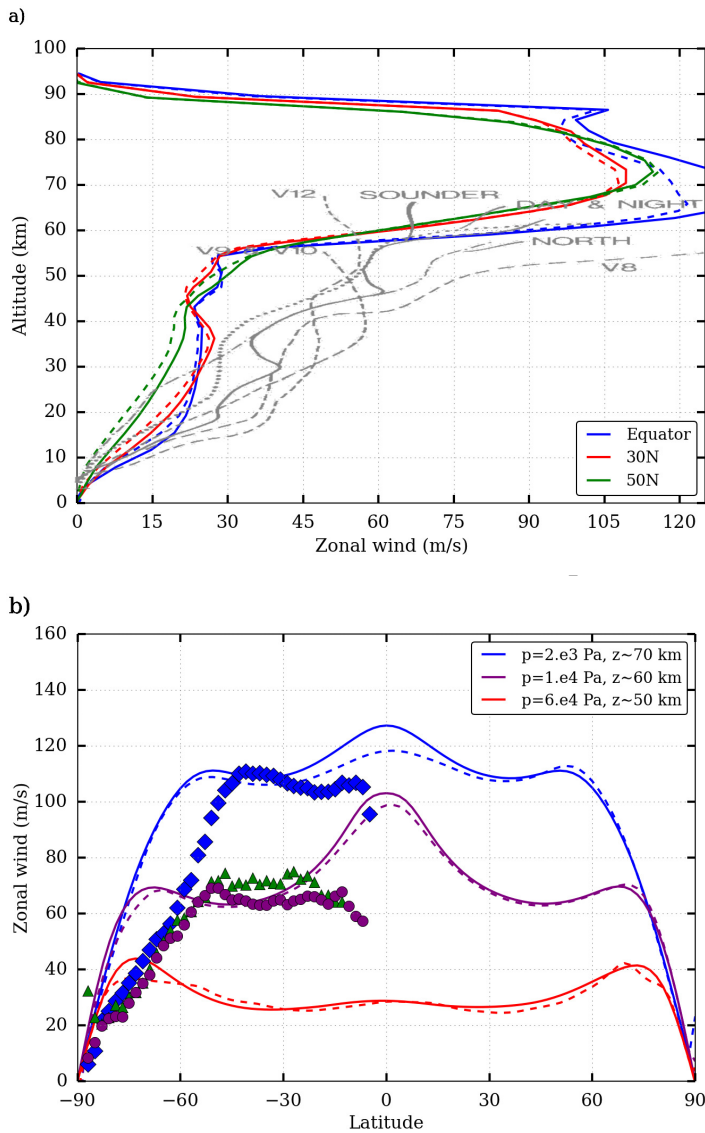 a)
100
90
80
70
60
50
40
30
20
10
0
Altitude (km)
V12 SOUNDER
DAY & NIGHT
V9 V10
NORTH
V8
Equator
30N
50N
0 15 30 45 60 75 90 105 120
Zonal wind (m/s)
b)
160
140
120
100
80
60
40
20
0
Zonal wind (m/s)
p=2.e3 Pa, z~70 km
p=1.e4 Pa, z~60 km
p=6.e4 Pa, z~50 km
−90 −60 −30 0 30 60 90
Latitude